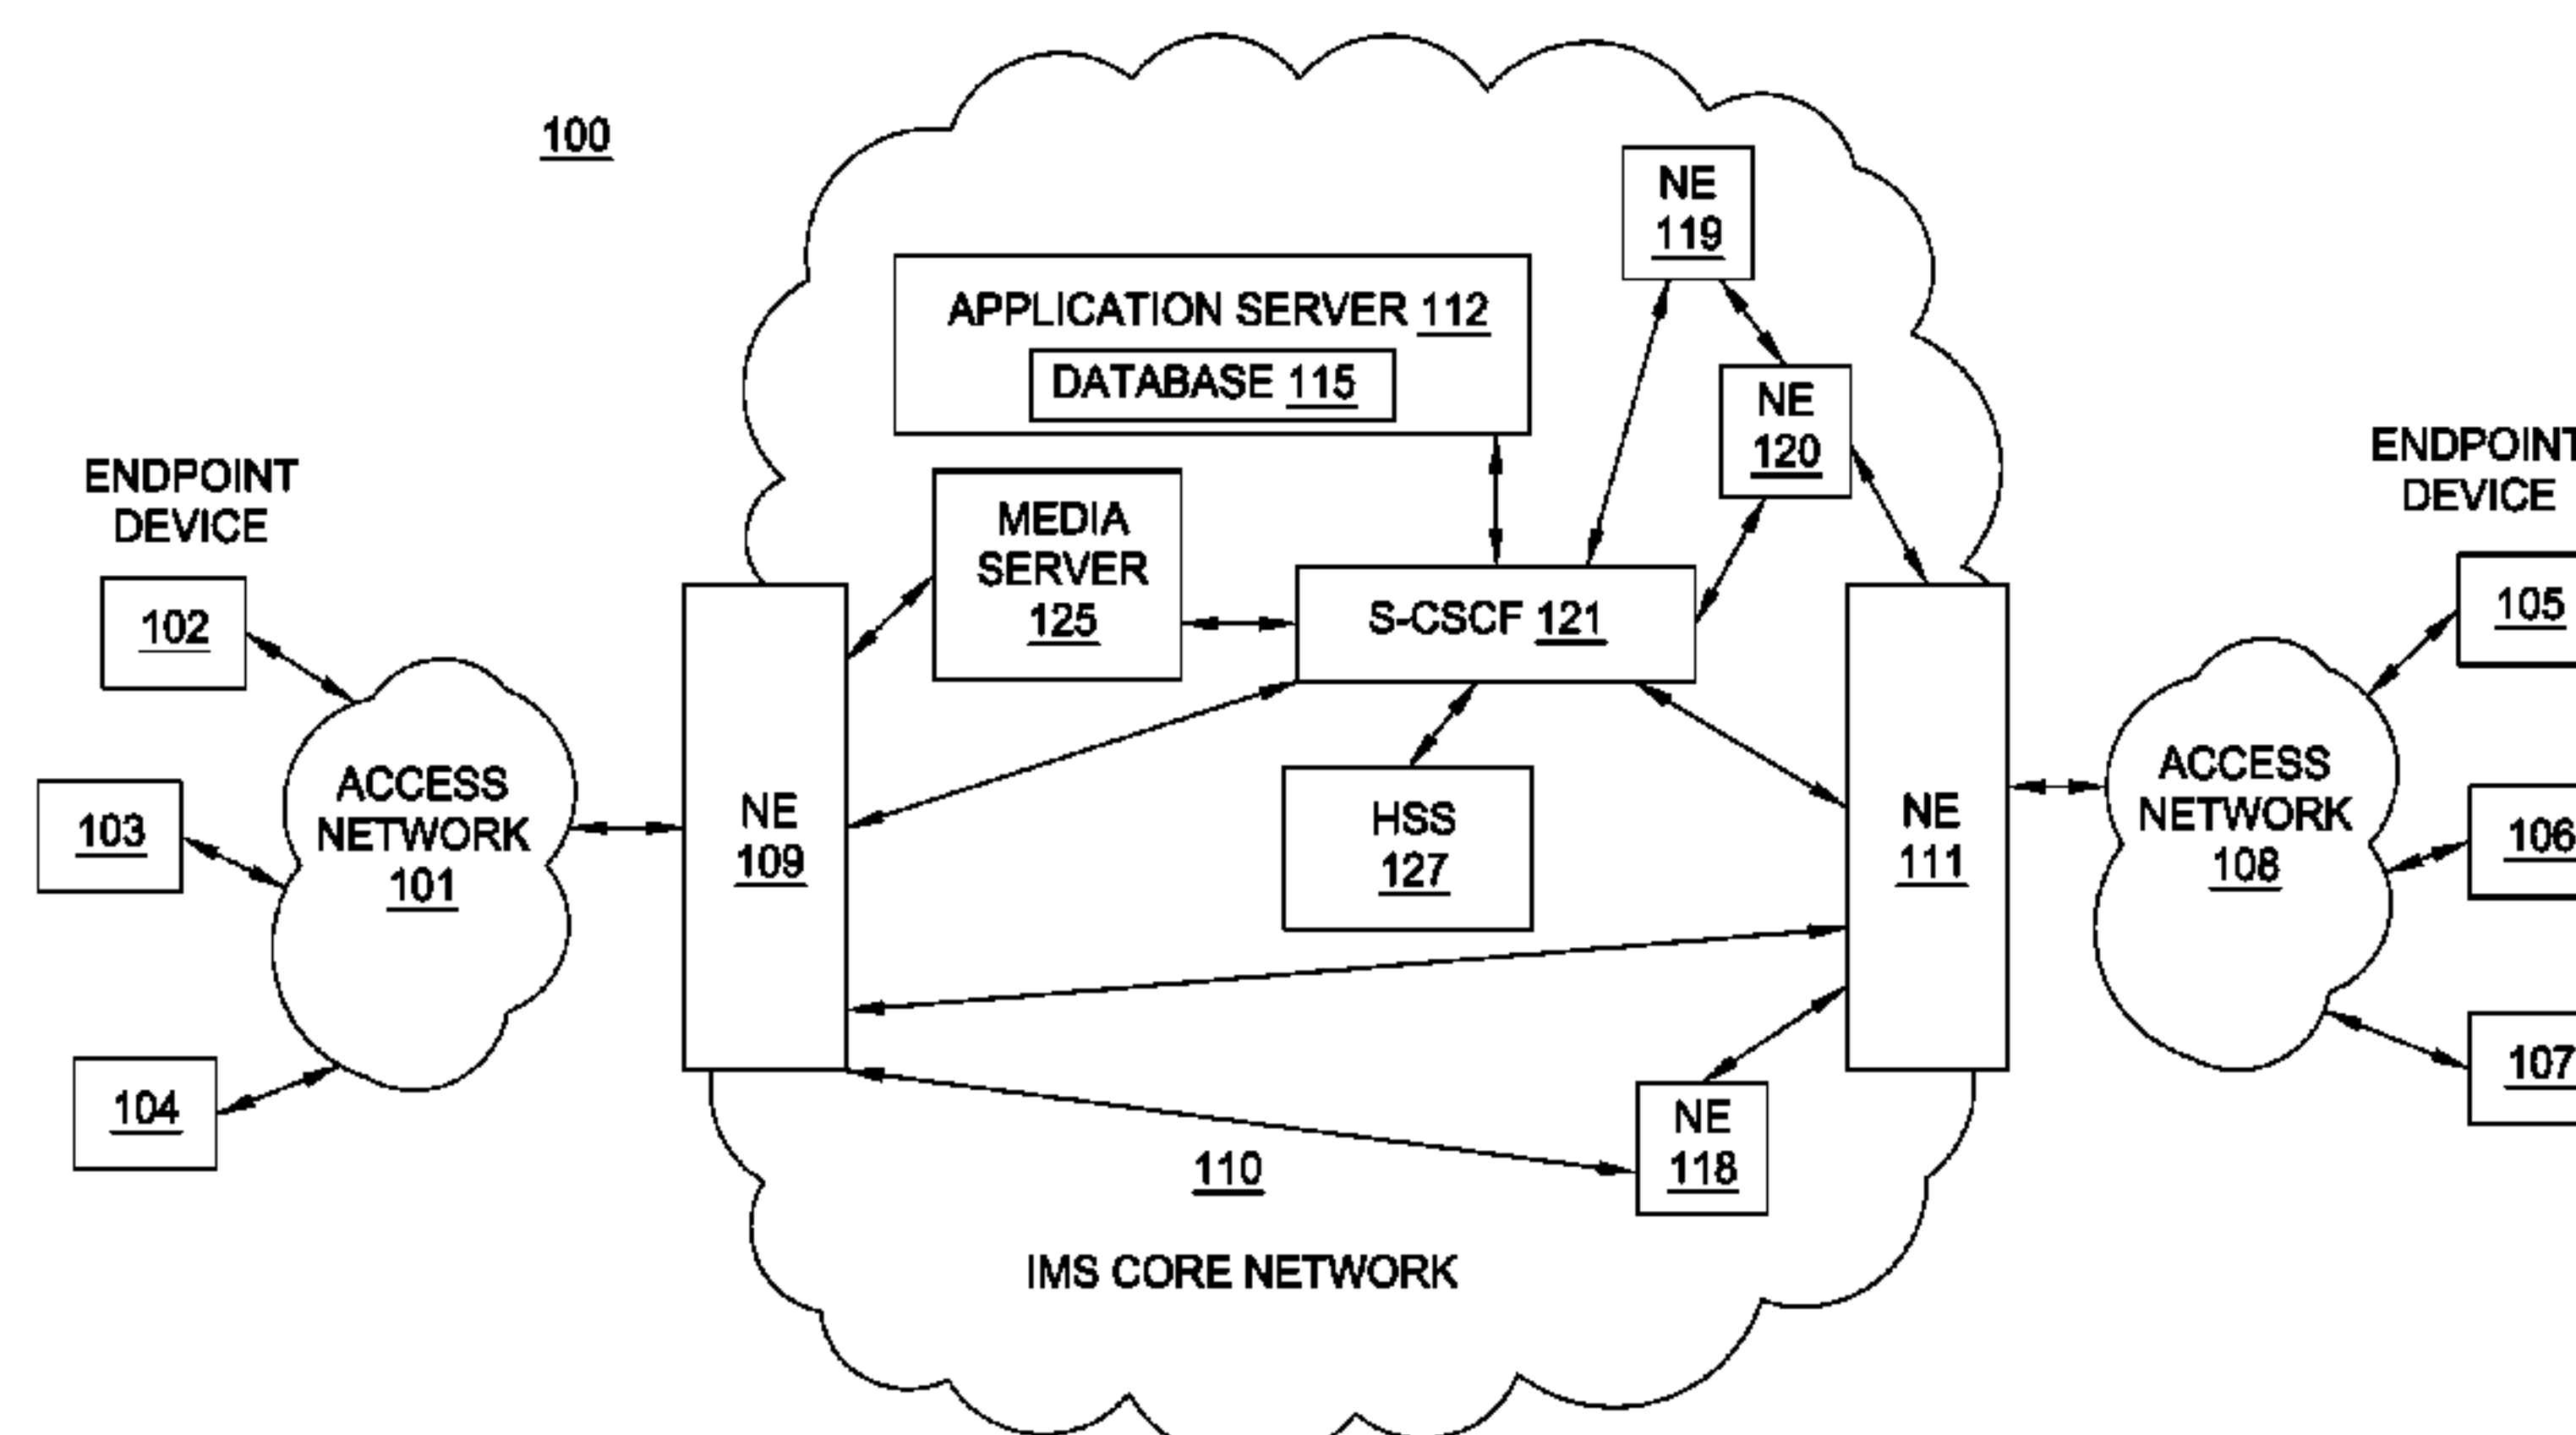 100
NE
119
APPLICATION SERVER 112
DATABASE 115
NE
120
ENDPOINT
DEVICE
ENDPOINT
DEVICE
MEDIA
SERVER
125
S-CSCF 121
102
105
ACCESS
NETWORK
101
103
NE
109
HSS
127
NE
111
ACCESS
NETWORK
108
106
104
107
NE
118
110
IMS CORE NETWORK